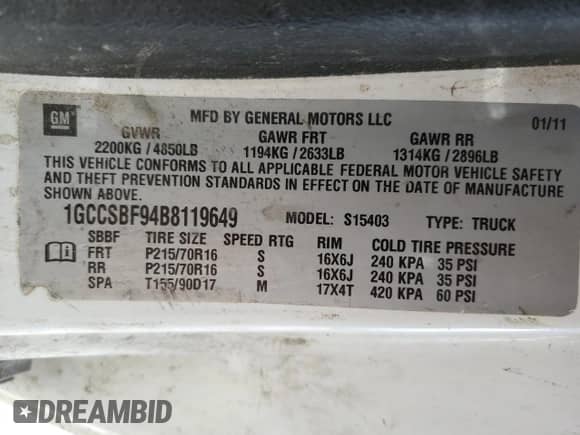 GM
MFD BY GENERAL MOTORS LLC 01/11
GVWR GAWR FRT GAWR RR
2200KG / 4850LB 1194KG / 2633LB 1314KG / 2896LB
THIS VEHICLE CONFORMS TO ALL APPLICABLE FEDERAL MOTOR VEHICLE SAFETY
AND THEFT PREVENTION STANDARDS IN EFFECT ON THE DATE OF MANUFACTURE
SHOWN ABOVE.
1GCCSBF94B8119649 MODEL: S15403 TYPE: TRUCK
SBBF TIRE SIZE SPEED RTG RIM COLD TIRE PRESSURE
FRT P215/70R16 S 16X6J 240 KPA 35 PSI
RR P215/70R16 S 16X6J 240 KPA 35 PSI
SPA T155/90D17 M 17X4T 420 KPA 60 PSI
DREAMBID